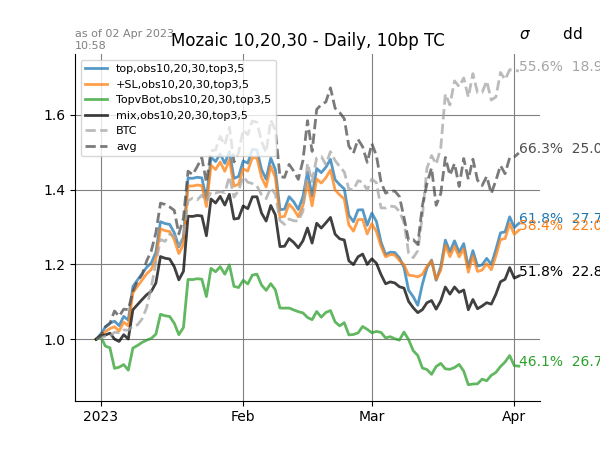 as of 02 Apr 2023
10:58
Mozaic 10,20,30 - Daily, 10bp TC
σ dd
top,obs10,20,30,top3,5
+SL,obs10,20,30,top3,5
TopvBot,obs10,20,30,top3,5
mix,obs10,20,30,top3,5
BTC
avg
55.6% 18.9
66.3% 25.0
61.8% 27.7
58.4% 22.0
51.8% 22.8
46.1% 26.7
1.6
1.4
1.2
1.0
2023 Feb Mar Apr